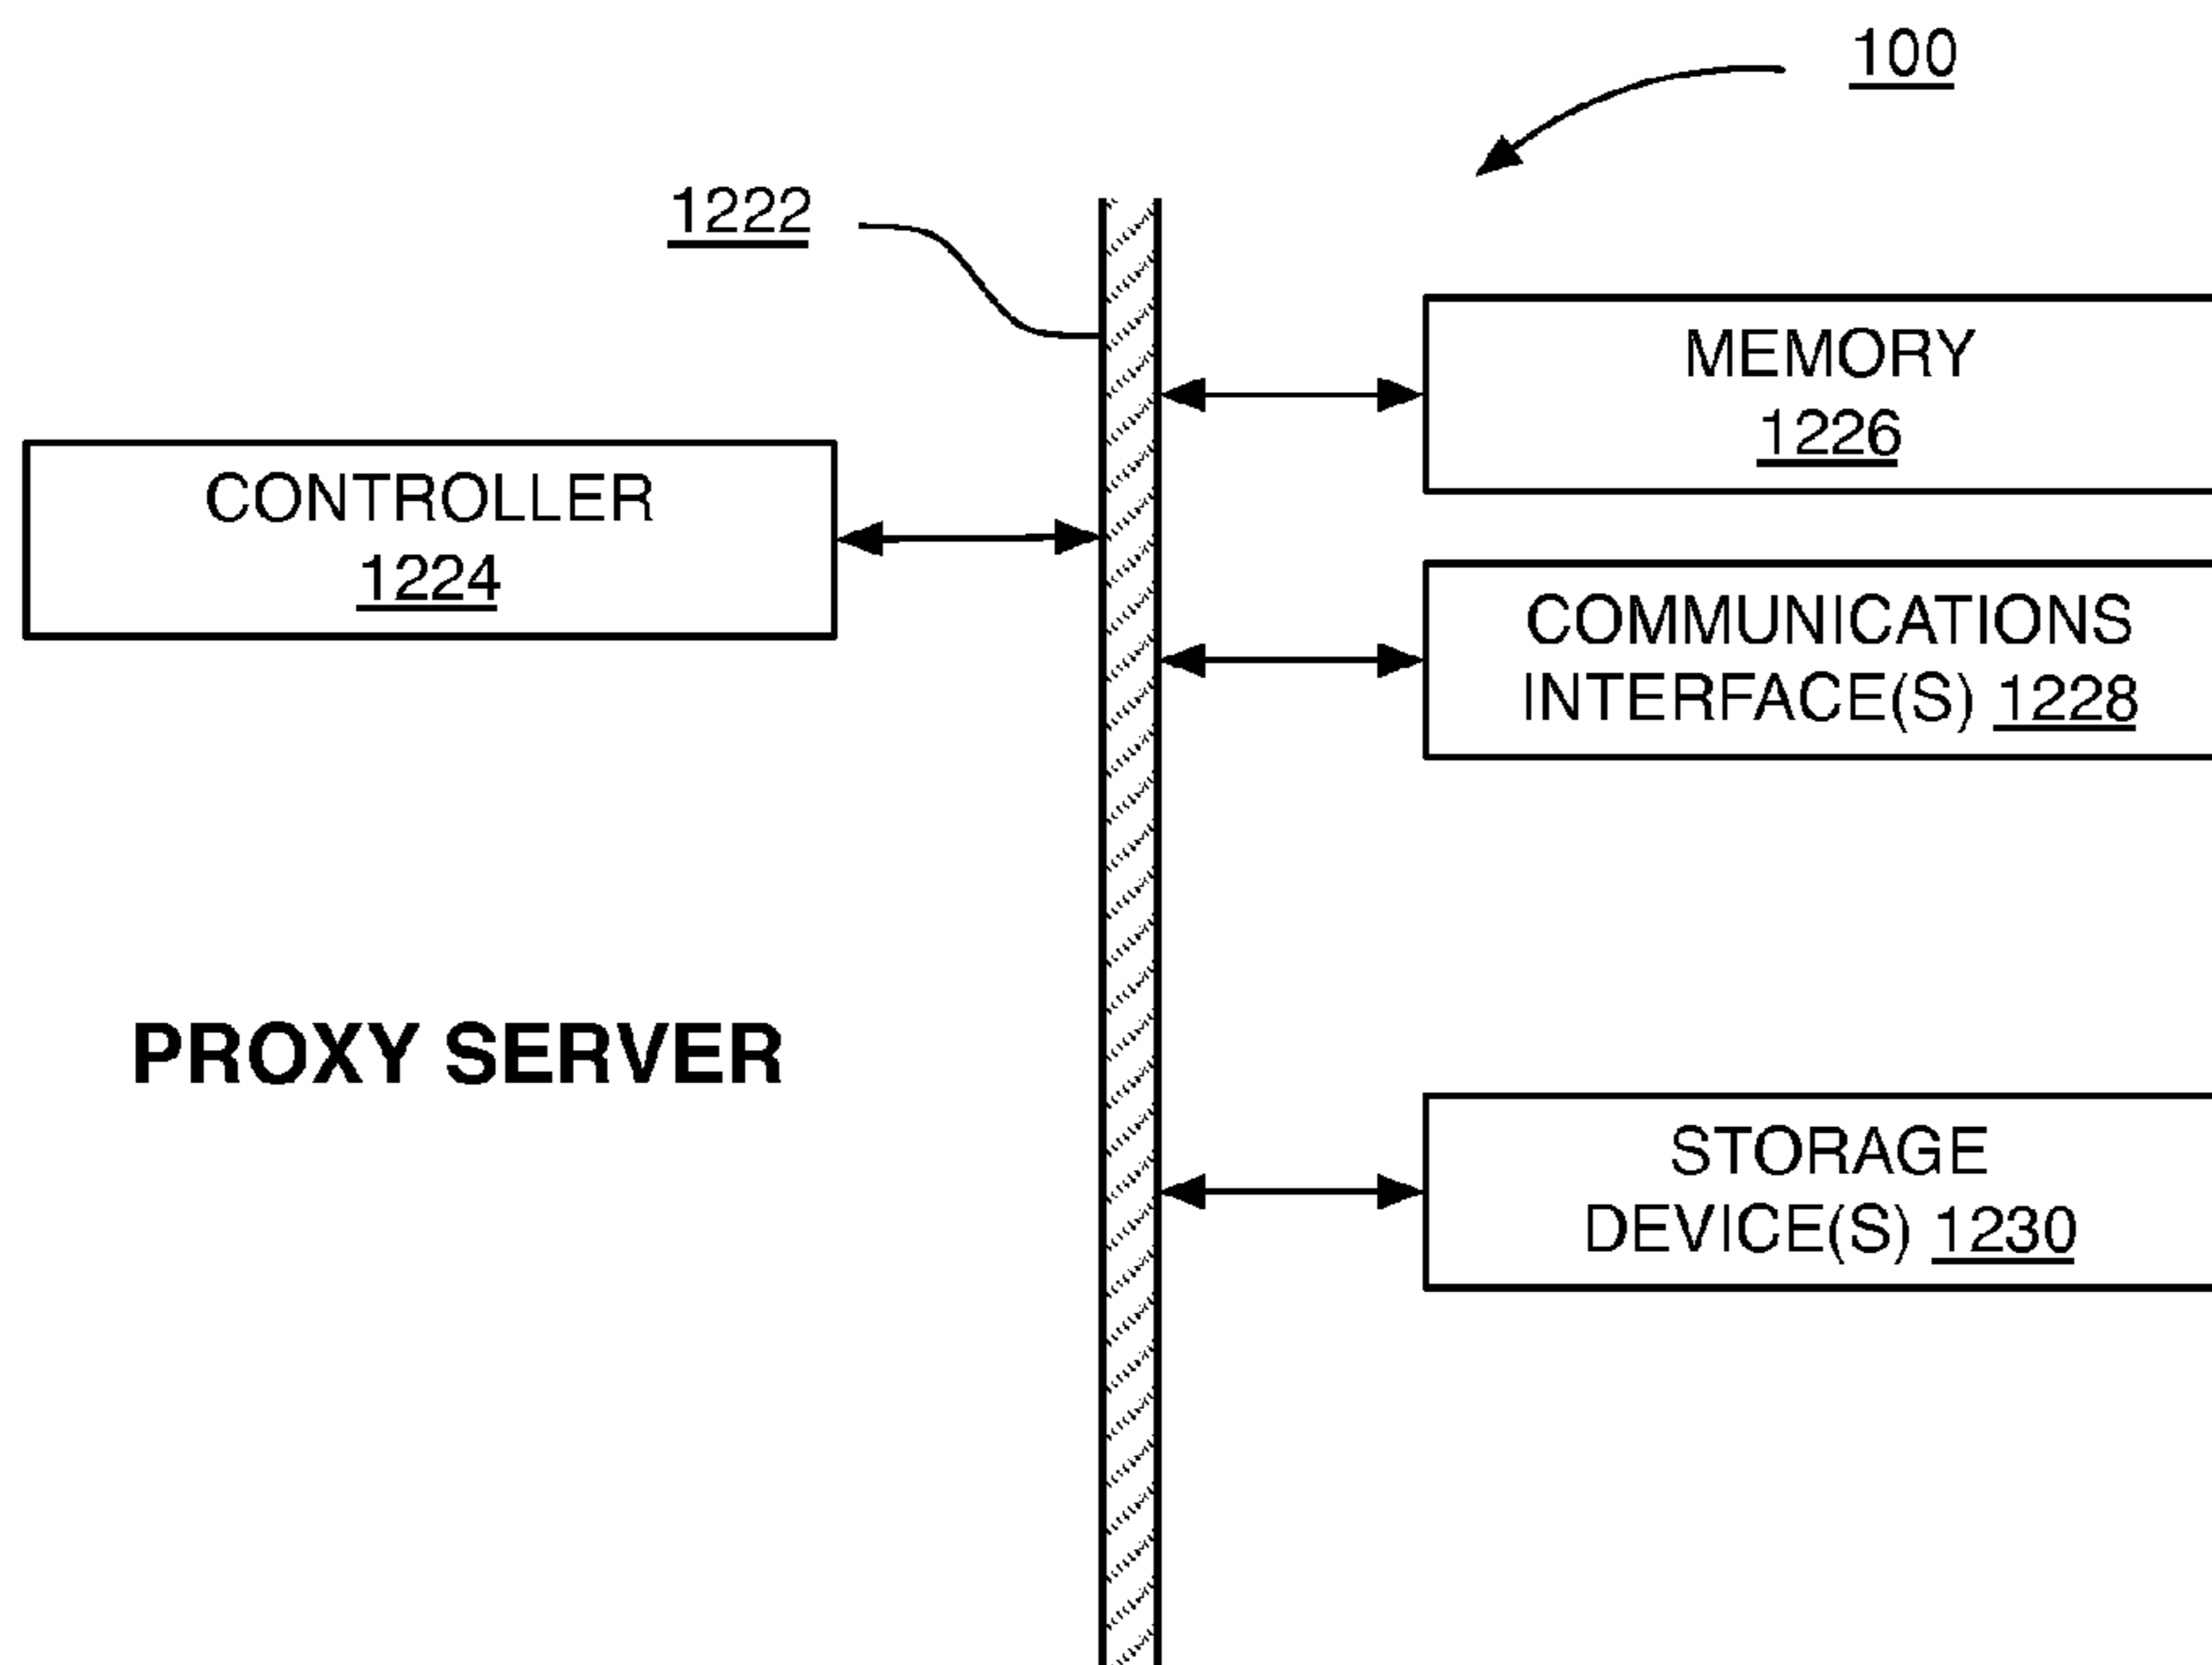 100
1222
MEMORY
1226
CONTROLLER
1224
COMMUNICATIONS
INTERFACE(S) 1228
PROXY SERVER
STORAGE
DEVICE(S) 1230